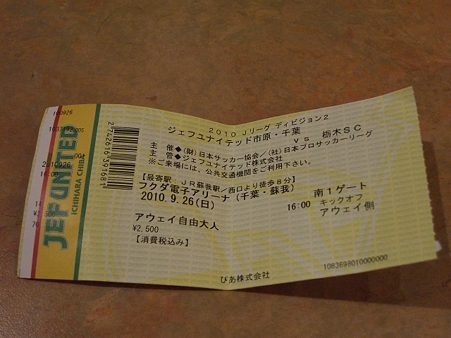 JEF UNITED
ICHIHARA CHIBA
2010 Jリーグ ディビジョン2
ジェフユナイテッド市原・千葉
vs 栃木SC
主 催◆(財)日本サッカー協会/(社)日本プロサッカーリーグ
主 管◆ジェフユナイテッド株式会社
※ご来場には、公共交通機関をご利用ください。
【最寄駅 JR蘇我駅/西口より徒歩8分】
フクダ電子アリーナ(千葉・蘇我)
南1ゲート
2010. 9.26(日)
16:00 キックオフ
アウェイ側
アウェイ自由大人
¥2,500
【消費税込み】
ぴあ株式会社
1083698010000000